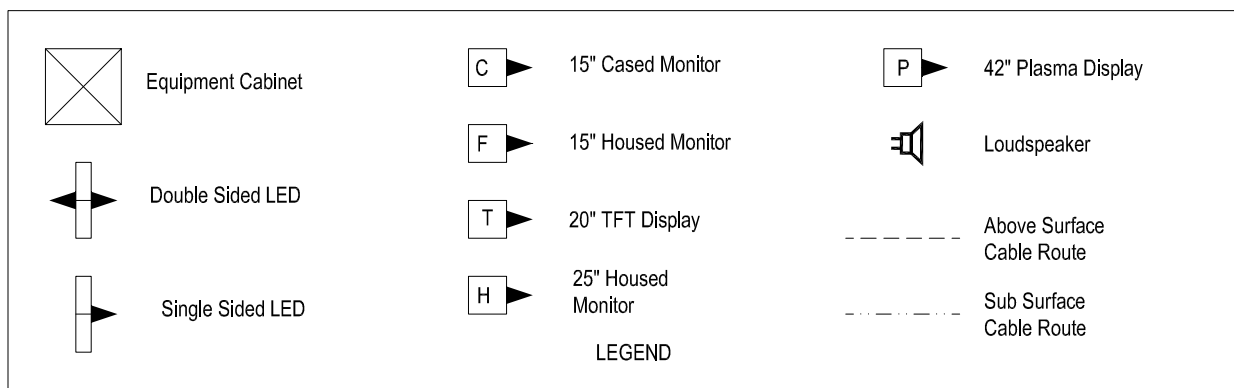 Equipment Cabinet
Double Sided LED
Single Sided LED
C
15" Cased Monitor
F
15" Housed Monitor
T
20" TFT Display
H
25" Housed
Monitor
LEGEND
P
42" Plasma Display
Loudspeaker
Above Surface
Cable Route
Sub Surface
Cable Route